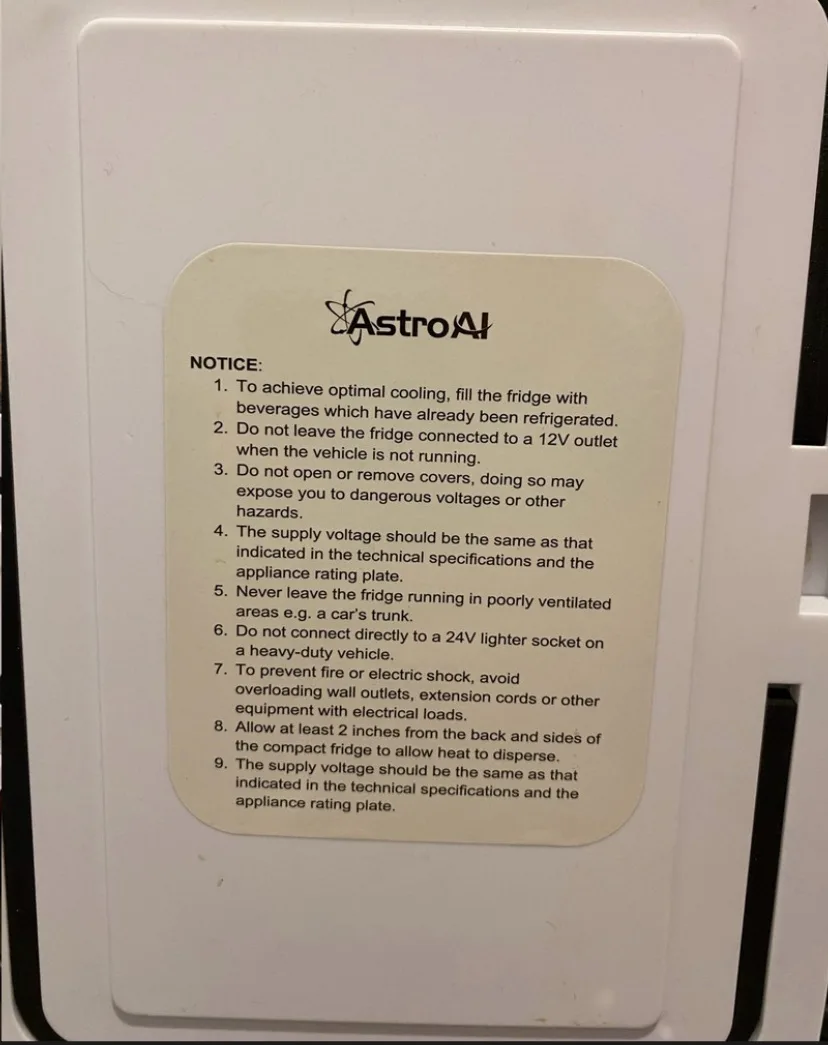 AstroAI
NOTICE:
1. To achieve optimal cooling, fill the fridge with
beverages which have already been refrigerated.
2. Do not leave the fridge connected to a 12V outlet
when the vehicle is not running.
3. Do not open or remove covers, doing so may
expose you to dangerous voltages or other
hazards.
4. The supply voltage should be the same as that
indicated in the technical specifications and the
appliance rating plate.
5. Never leave the fridge running in poorly ventilated
areas e.g. a car's trunk.
6. Do not connect directly to a 24V lighter socket on
a heavy-duty vehicle.
7. To prevent fire or electric shock, avoid
overloading wall outlets, extension cords or other
equipment with electrical loads.
8. Allow at least 2 inches from the back and sides of
the compact fridge to allow heat to disperse.
9. The supply voltage should be the same as that
indicated in the technical specifications and the
appliance rating plate.